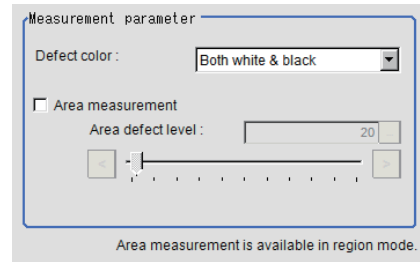 Measurement parameter
Defect color :
Both white & black
Area measurement
Area defect level :
20
..
<
>
Area measurement is available in region mode.